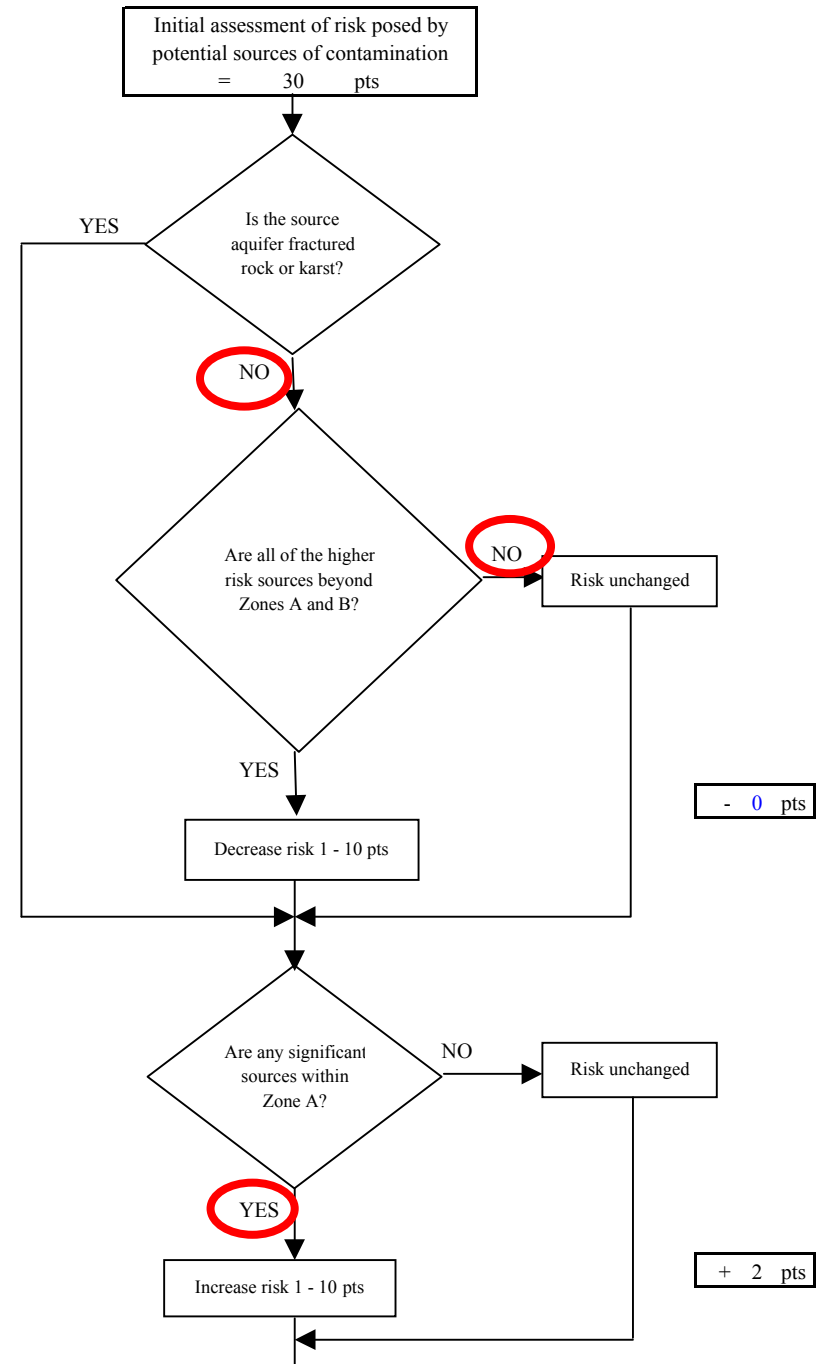 Initial assessment of risk posed by
potential sources of contamination
= 30 pts
YES
Is the source
aquifer fractured
rock or karst?
NO
Are all of the higher
risk sources beyond
Zones A and B?
NO
Risk unchanged
YES
- 0 pts
Decrease risk 1 - 10 pts
Are any significant
sources within
Zone A?
NO
Risk unchanged
YES
+ 2 pts
Increase risk 1 - 10 pts